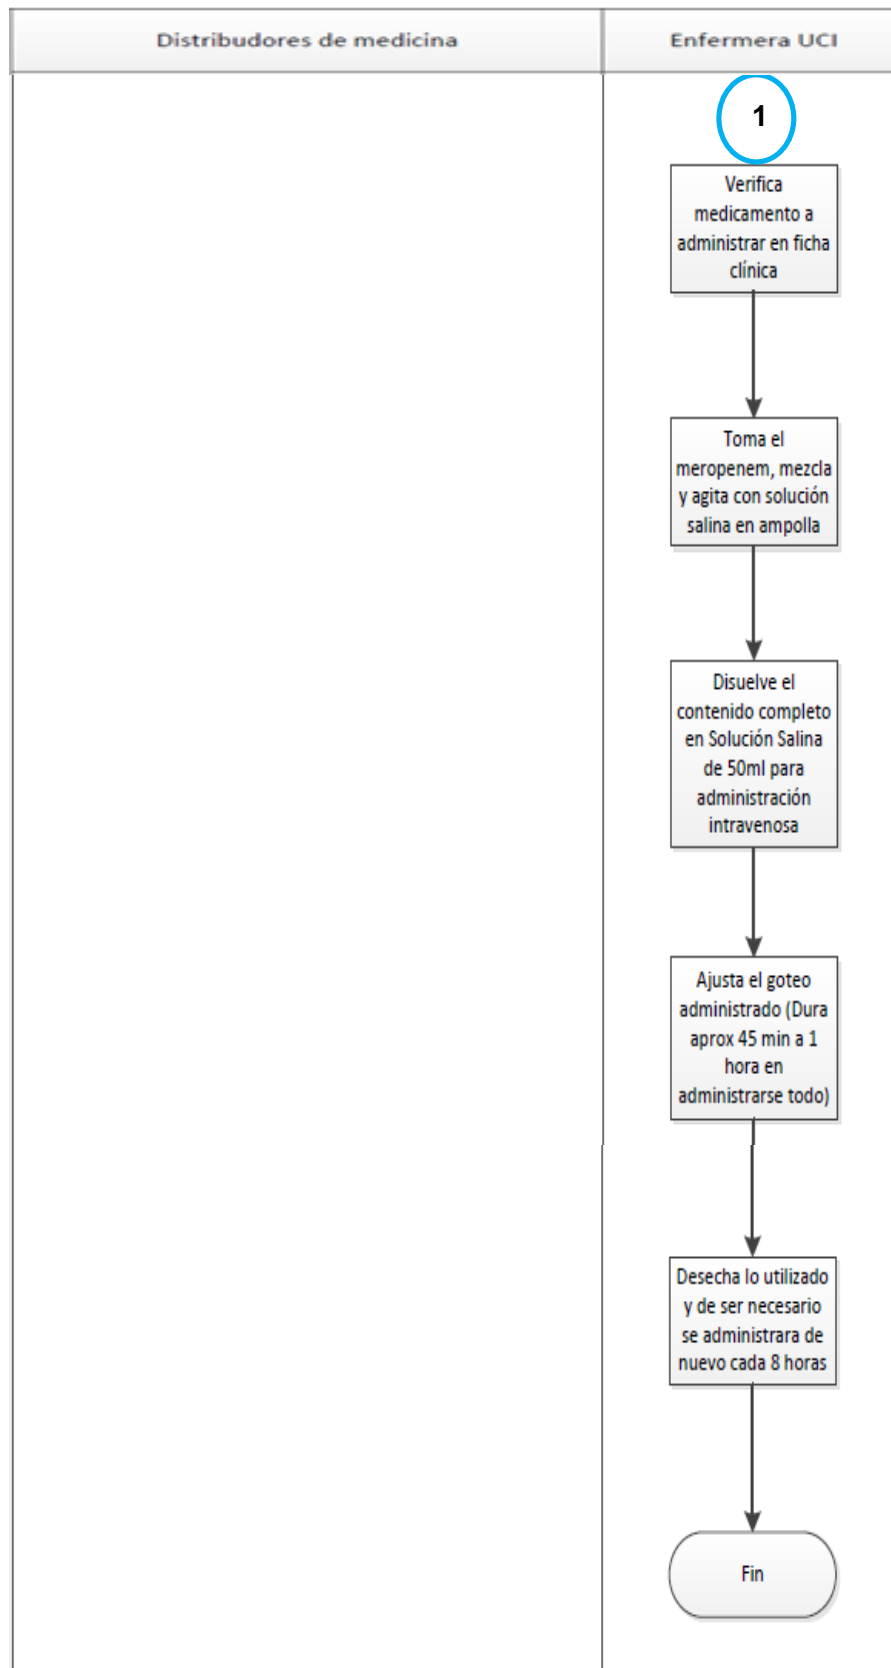 Distribudores de medicina
Enfermera UCI
1
Verifica
medicamento a
administrar en ficha
clínica
Toma el
meropenem, mezcla
y agita con solución
salina en ampolla
Disuelve el
contenido completo
en Solución Salina
de 50ml para
administración
intravenosa
Ajusta el goteo
administrado (Dura
aprox 45 min a 1
hora en
administrarse todo)
Desecha lo utilizado
y de ser necesario
se administrara de
nuevo cada 8 horas
Fin